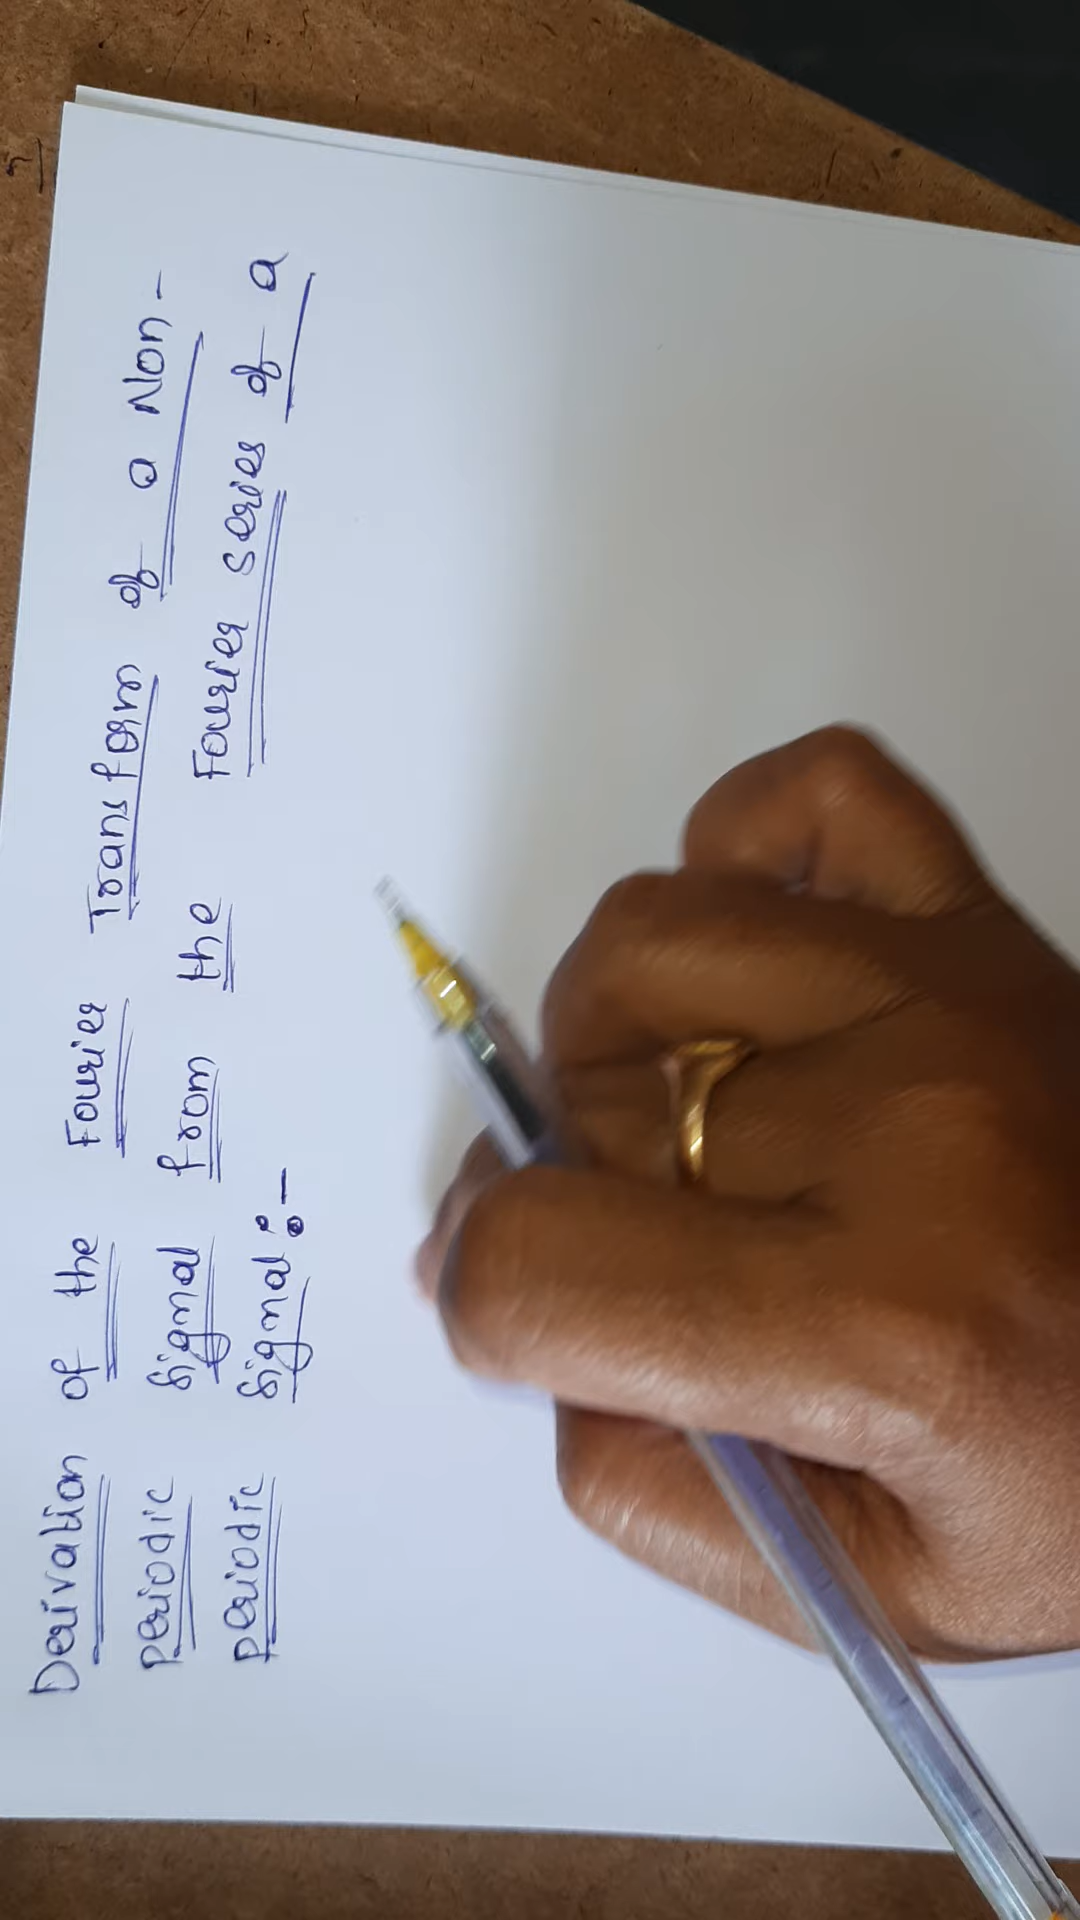 Derivation of the Fourier Transform of a Non-
periodic signal from the Fourier series of a
periodic signal :-